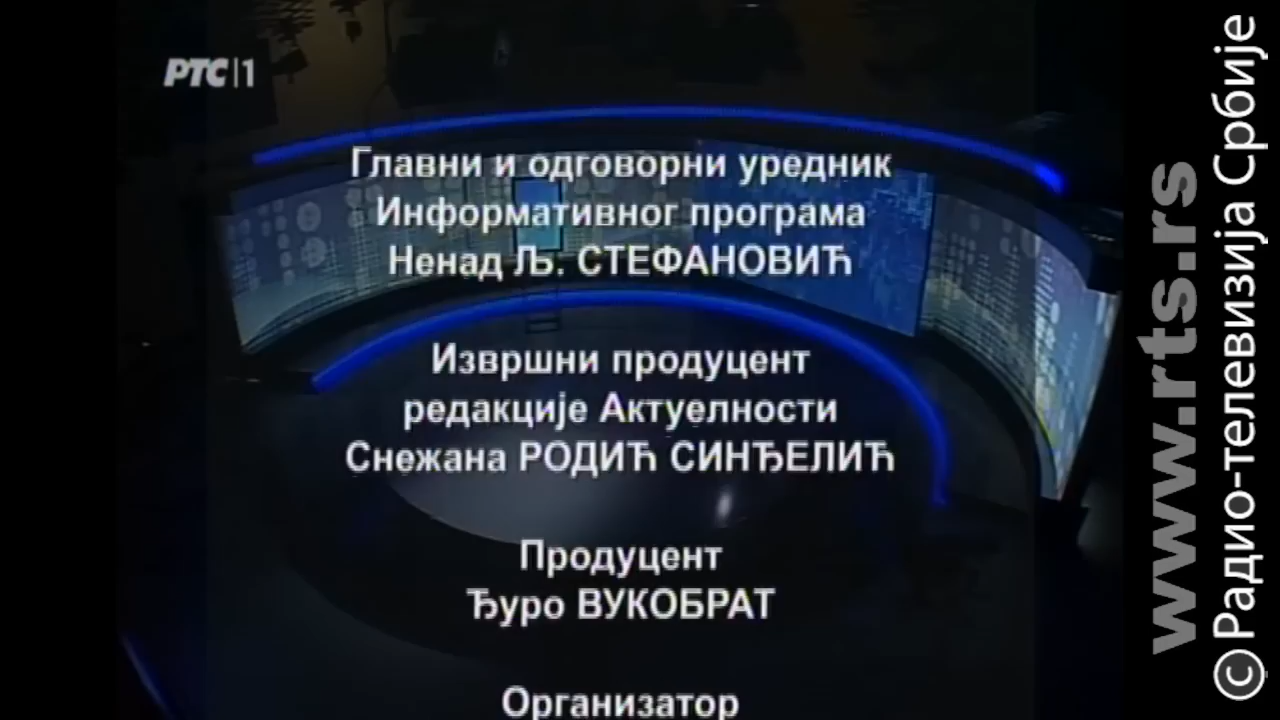 РТС|1
Главни и одговорни уредник
Информативног програма
Ненад Љ. СТЕФАНОВИЋ
Извршни продуцент
редакције Актуелности
Снежана РОДИЋ СИНЂЕЛИЋ
Продуцент
Ђуро ВУКОБРАТ
Организатор
www.rts.rs
© Радио-телевизија Србије